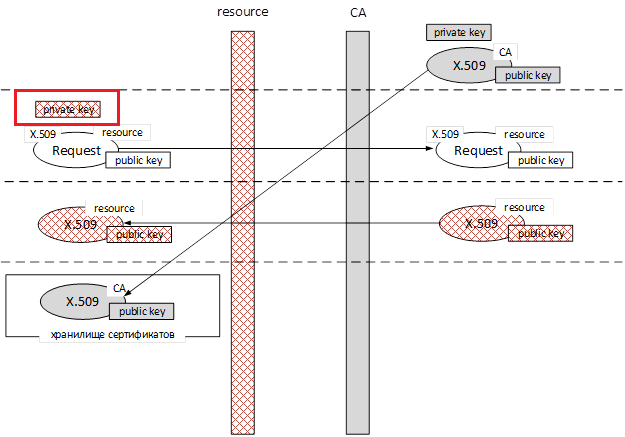 resource
CA
private key
CA
X.509
public key
private key
X.509
resource
Request
public key
X.509
resource
Request
public key
resource
X.509
public key
resource
X.509
public key
CA
X.509
public key
хранилище сертификатов